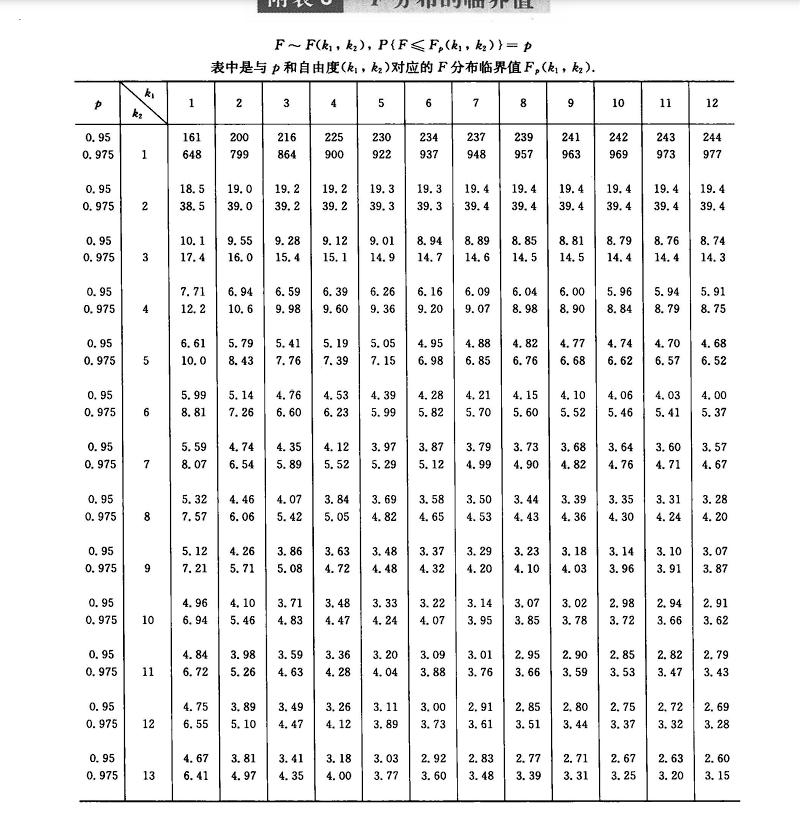 附表 F 分布的临界值
F ~ F(k₁, k₂), P{F ⩽ Fₚ(k₁, k₂)} = p
表中是与 p 和自由度(k₁, k₂)对应的 F 分布临界值 Fₚ(k₁, k₂).
p k₂ k₁ 1 2 3 4 5 6 7 8 9 10 11 12
0.95 161 200 216 225 230 234 237 239 241 242 243 244
0.975 1 648 799 864 900 922 937 948 957 963 969 973 977
0.95 18.5 19.0 19.2 19.2 19.3 19.3 19.4 19.4 19.4 19.4 19.4 19.4
0.975 2 38.5 39.0 39.2 39.2 39.3 39.3 39.4 39.4 39.4 39.4 39.4 39.4
0.95 10.1 9.55 9.28 9.12 9.01 8.94 8.89 8.85 8.81 8.79 8.76 8.74
0.975 3 17.4 16.0 15.4 15.1 14.9 14.7 14.6 14.5 14.5 14.4 14.4 14.3
0.95 7.71 6.94 6.59 6.39 6.26 6.16 6.09 6.04 6.00 5.96 5.94 5.91
0.975 4 12.2 10.6 9.98 9.60 9.36 9.20 9.07 8.98 8.90 8.84 8.79 8.75
0.95 6.61 5.79 5.41 5.19 5.05 4.95 4.88 4.82 4.77 4.74 4.70 4.68
0.975 5 10.0 8.43 7.76 7.39 7.15 6.98 6.85 6.76 6.68 6.62 6.57 6.52
0.95 5.99 5.14 4.76 4.53 4.39 4.28 4.21 4.15 4.10 4.06 4.03 4.00
0.975 6 8.81 7.26 6.60 6.23 5.99 5.82 5.70 5.60 5.52 5.46 5.41 5.37
0.95 5.59 4.74 4.35 4.12 3.97 3.87 3.79 3.73 3.68 3.64 3.60 3.57
0.975 7 8.07 6.54 5.89 5.52 5.29 5.12 4.99 4.90 4.82 4.76 4.71 4.67
0.95 5.32 4.46 4.07 3.84 3.69 3.58 3.50 3.44 3.39 3.35 3.31 3.28
0.975 8 7.57 6.06 5.42 5.05 4.82 4.65 4.53 4.43 4.36 4.30 4.24 4.20
0.95 5.12 4.26 3.86 3.63 3.48 3.37 3.29 3.23 3.18 3.14 3.10 3.07
0.975 9 7.21 5.71 5.08 4.72 4.48 4.32 4.20 4.10 4.03 3.96 3.91 3.87
0.95 4.96 4.10 3.71 3.48 3.33 3.22 3.14 3.07 3.02 2.98 2.94 2.91
0.975 10 6.94 5.46 4.83 4.47 4.24 4.07 3.95 3.85 3.78 3.72 3.66 3.62
0.95 4.84 3.98 3.59 3.36 3.20 3.09 3.01 2.95 2.90 2.85 2.82 2.79
0.975 11 6.72 5.26 4.63 4.28 4.04 3.88 3.76 3.66 3.59 3.53 3.47 3.43
0.95 4.75 3.89 3.49 3.26 3.11 3.00 2.91 2.85 2.80 2.75 2.72 2.69
0.975 12 6.55 5.10 4.47 4.12 3.89 3.73 3.61 3.51 3.44 3.37 3.32 3.28
0.95 4.67 3.81 3.41 3.18 3.03 2.92 2.83 2.77 2.71 2.67 2.63 2.60
0.975 13 6.41 4.97 4.35 4.00 3.77 3.60 3.48 3.39 3.31 3.25 3.20 3.15